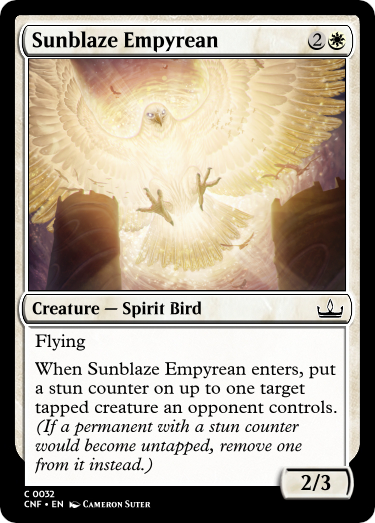 Sunblaze Empyrean 2
Creature — Spirit Bird
Flying
When Sunblaze Empyrean enters, put
a stun counter on up to one target
tapped creature an opponent controls.
(If a permanent with a stun counter
would become untapped, remove one
from it instead.)
2/3
C 0032
CNF • EN Cameron Suter